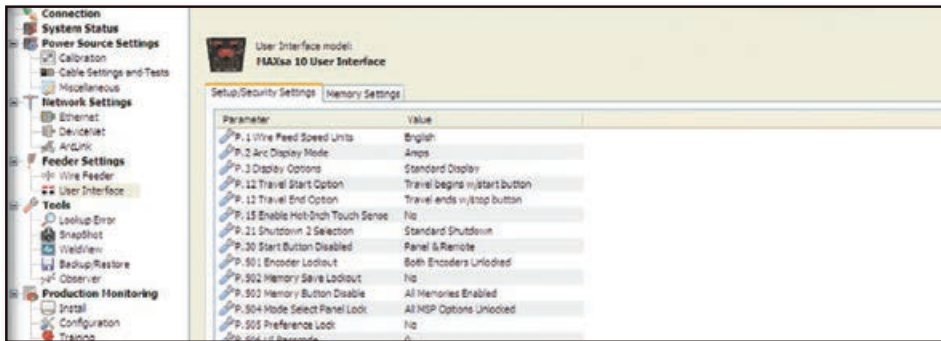 Connection
System Status
Power Source Settings
Calibration
Cable Settings and Tests
Miscellaneous
Network Settings
Ethernet
DeviceNet
ArcLink
Feeder Settings
Wire Feeder
User Interface
Tools
Lookup Error
SnapShot
WeldView
Backup/Restore
Observer
Production Monitoring
Install
Configuration
Training
User Interface model:
MAXsa 10 User Interface
Setup/Security Settings Memory Settings
Parameter Value
P.1 Wire Feed Speed Units English
P.2 Arc Display Mode Amps
P.3 Display Options Standard Display
P.12 Travel Start Option Travel begins w/start button
P.12 Travel End Option Travel ends w/stop button
P.15 Enable Hot-Inch Touch Sense No
P.21 Shutdown 2 Selection Standard Shutdown
P.30 Start Button Disabled Panel & Remote
P.501 Encoder Lockout Both Encoders Unlocked
P.502 Memory Save Lockout No
P.503 Memory Button Disable All Memories Enabled
P.504 Mode Select Panel Lock All MSP Options Unlocked
P.505 Preference Lock No
P.506 UI Passcode 0